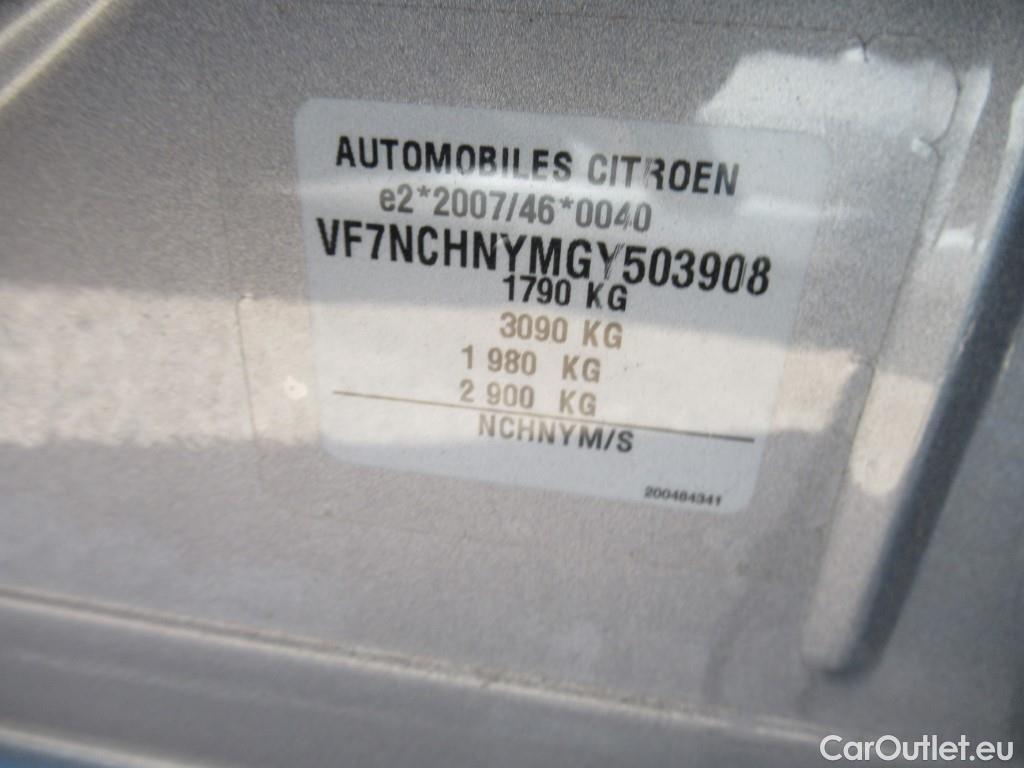 AUTOMOBILES CITROEN
e2*2007/46*0040
VF7NCHNYMGY503908
1790 KG
3090 KG
1 980 KG
2 900 KG
NCHNYM/S
200484341
CarOutlet.eu